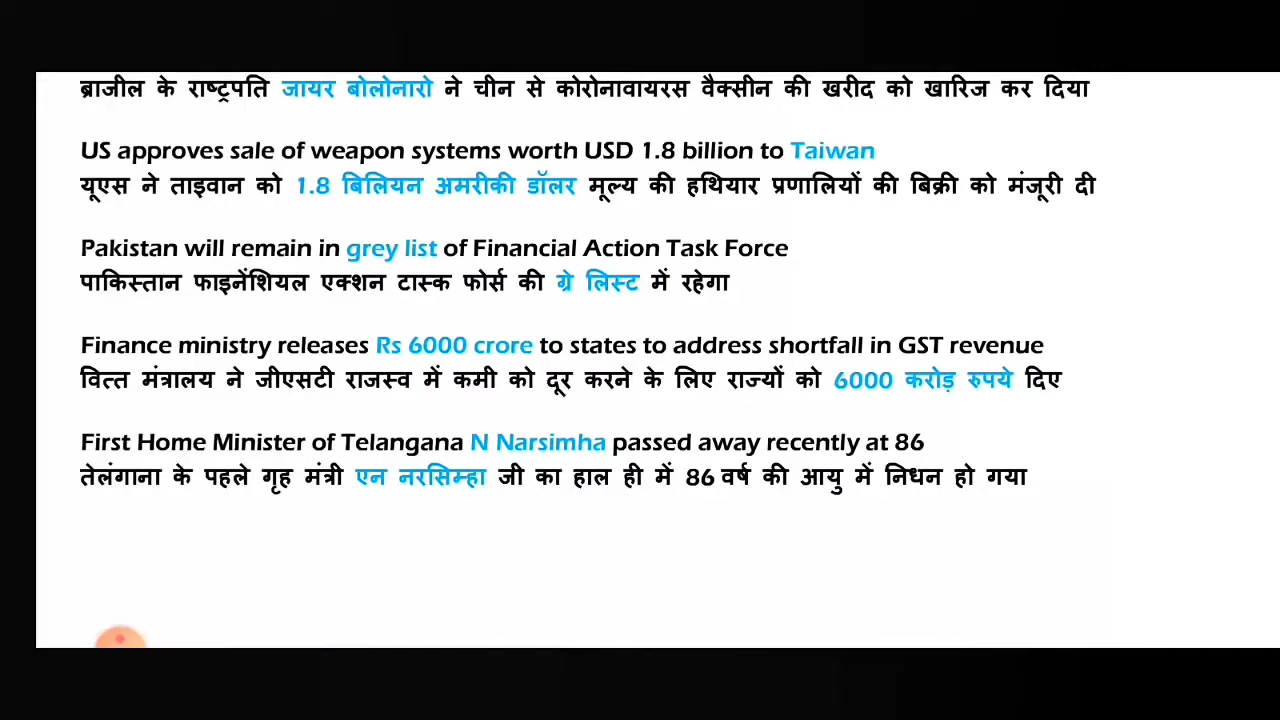 ब्राजील के राष्ट्रपति जायर बोलोनारो ने चीन से कोरोनावायरस वैक्सीन की खरीद को खारिज कर दिया
US approves sale of weapon systems worth USD 1.8 billion to Taiwan
यूएस ने ताइवान को 1.8 बिलियन अमरीकी डॉलर मूल्य की हथियार प्रणालियों की बिक्री को मंजूरी दी
Pakistan will remain in grey list of Financial Action Task Force
पाकिस्तान फाइनेंशियल एक्शन टास्क फोर्स की ग्रे लिस्ट में रहेगा
Finance ministry releases Rs 6000 crore to states to address shortfall in GST revenue
वित्त मंत्रालय ने जीएसटी राजस्व में कमी को दूर करने के लिए राज्यों को 6000 करोड़ रुपये दिए
First Home Minister of Telangana N Narsimha passed away recently at 86
तेलंगाना के पहले गृह मंत्री एन नरसिम्हा जी का हाल ही में 86 वर्ष की आयु में निधन हो गया